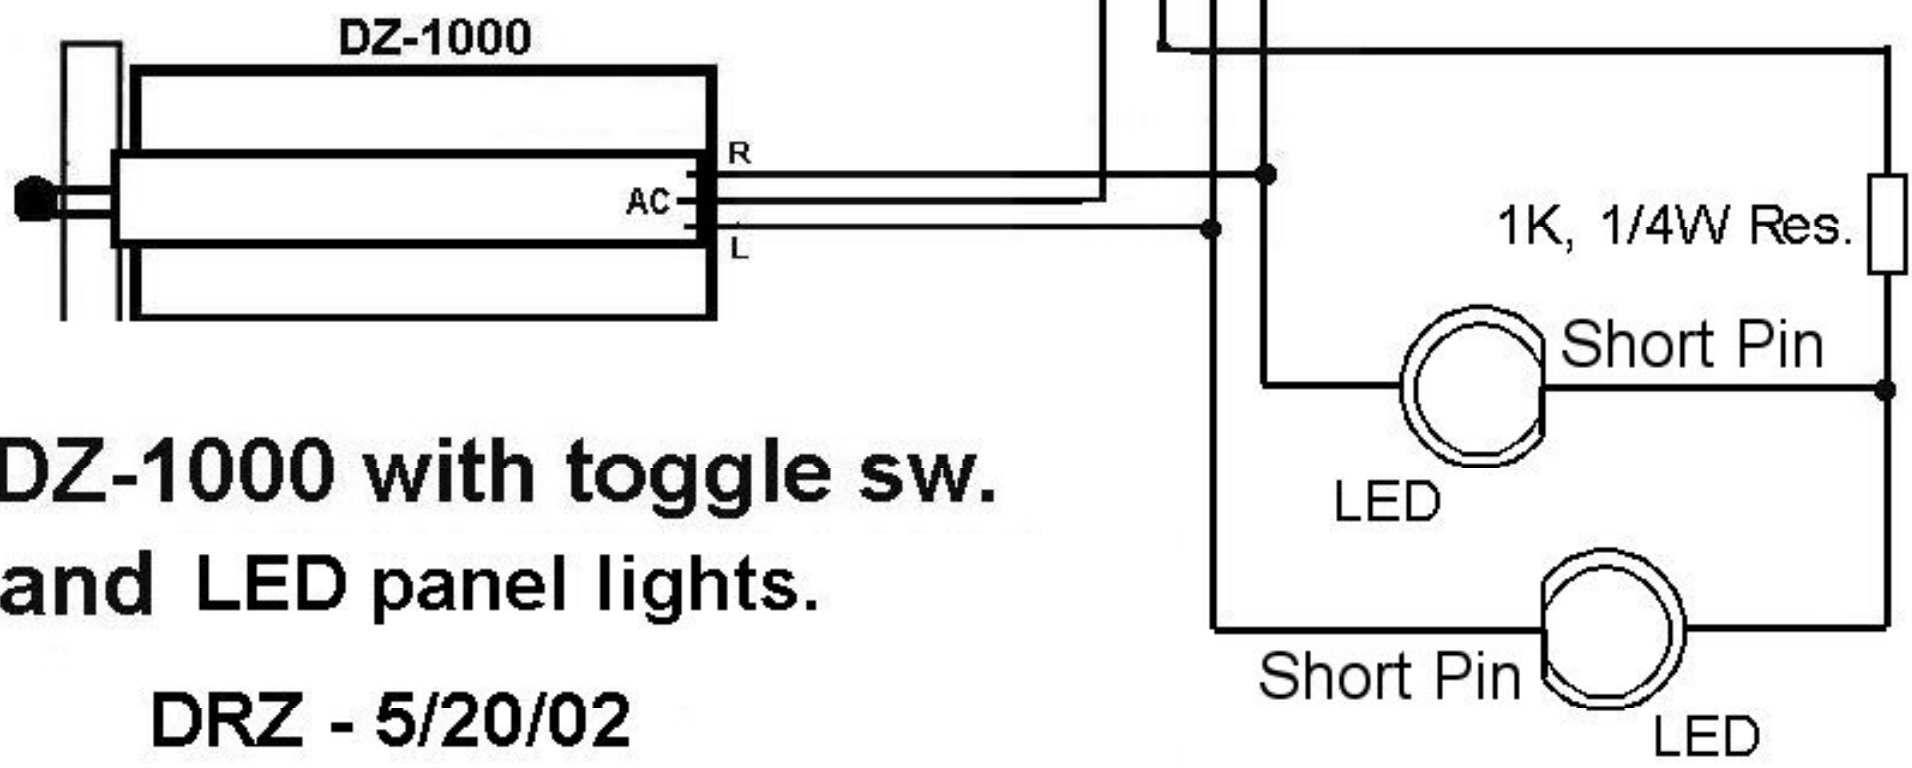 DZ-1000
R
AC
L
1K, 1/4W Res.
Short Pin
LED
DZ-1000 with toggle sw.
and LED panel lights.
Short Pin
LED
DRZ - 5/20/02